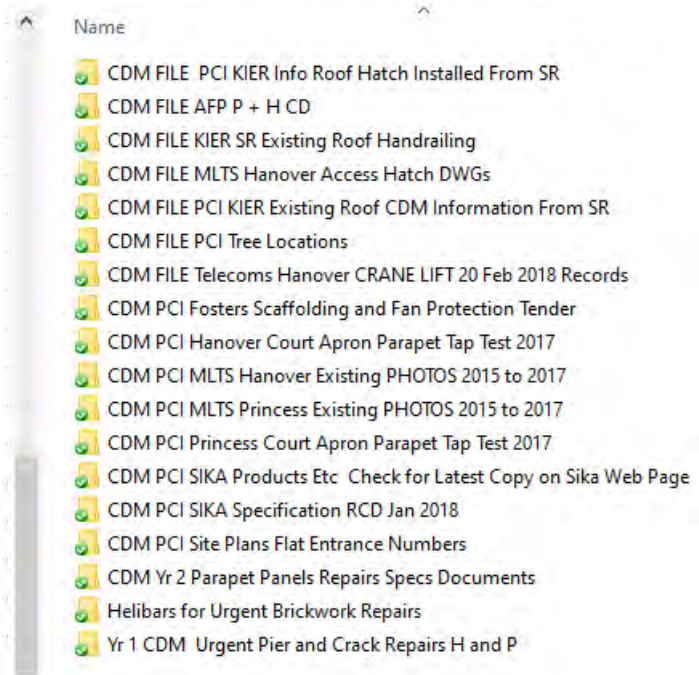 Name
CDM FILE  PCI KIER Info Roof Hatch Installed From SR
CDM FILE AFP P + H CD
CDM FILE KIER SR Existing Roof Handrailing
CDM FILE MLTS Hanover Access Hatch DWGs
CDM FILE PCI KIER Existing Roof CDM Information From SR
CDM FILE PCI Tree Locations
CDM FILE Telecoms Hanover CRANE LIFT 20 Feb 2018 Records
CDM PCI Fosters Scaffolding and Fan Protection Tender
CDM PCI Hanover Court Apron Parapet Tap Test 2017
CDM PCI MLTS Hanover Existing PHOTOS 2015 to 2017
CDM PCI MLTS Princess Existing PHOTOS 2015 to 2017
CDM PCI Princess Court Apron Parapet Tap Test 2017
CDM PCI SIKA Products Etc  Check for Latest Copy on Sika Web Page
CDM PCI SIKA Specification RCD Jan 2018
CDM PCI Site Plans Flat Entrance Numbers
CDM Yr 2 Parapet Panels Repairs Specs Documents
Helibars for Urgent Brickwork Repairs
Yr 1 CDM  Urgent Pier and Crack Repairs H and P